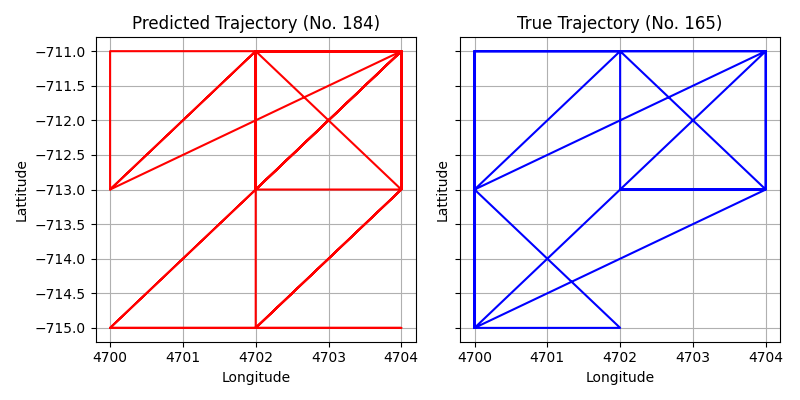 Predicted Trajectory (No. 184)
True Trajectory (No. 165)
Lattitude
−711.0
−711.5
−712.0
−712.5
−713.0
−713.5
−714.0
−714.5
−715.0
4700 4701 4702 4703 4704
Longitude
Lattitude
4700 4701 4702 4703 4704
Longitude